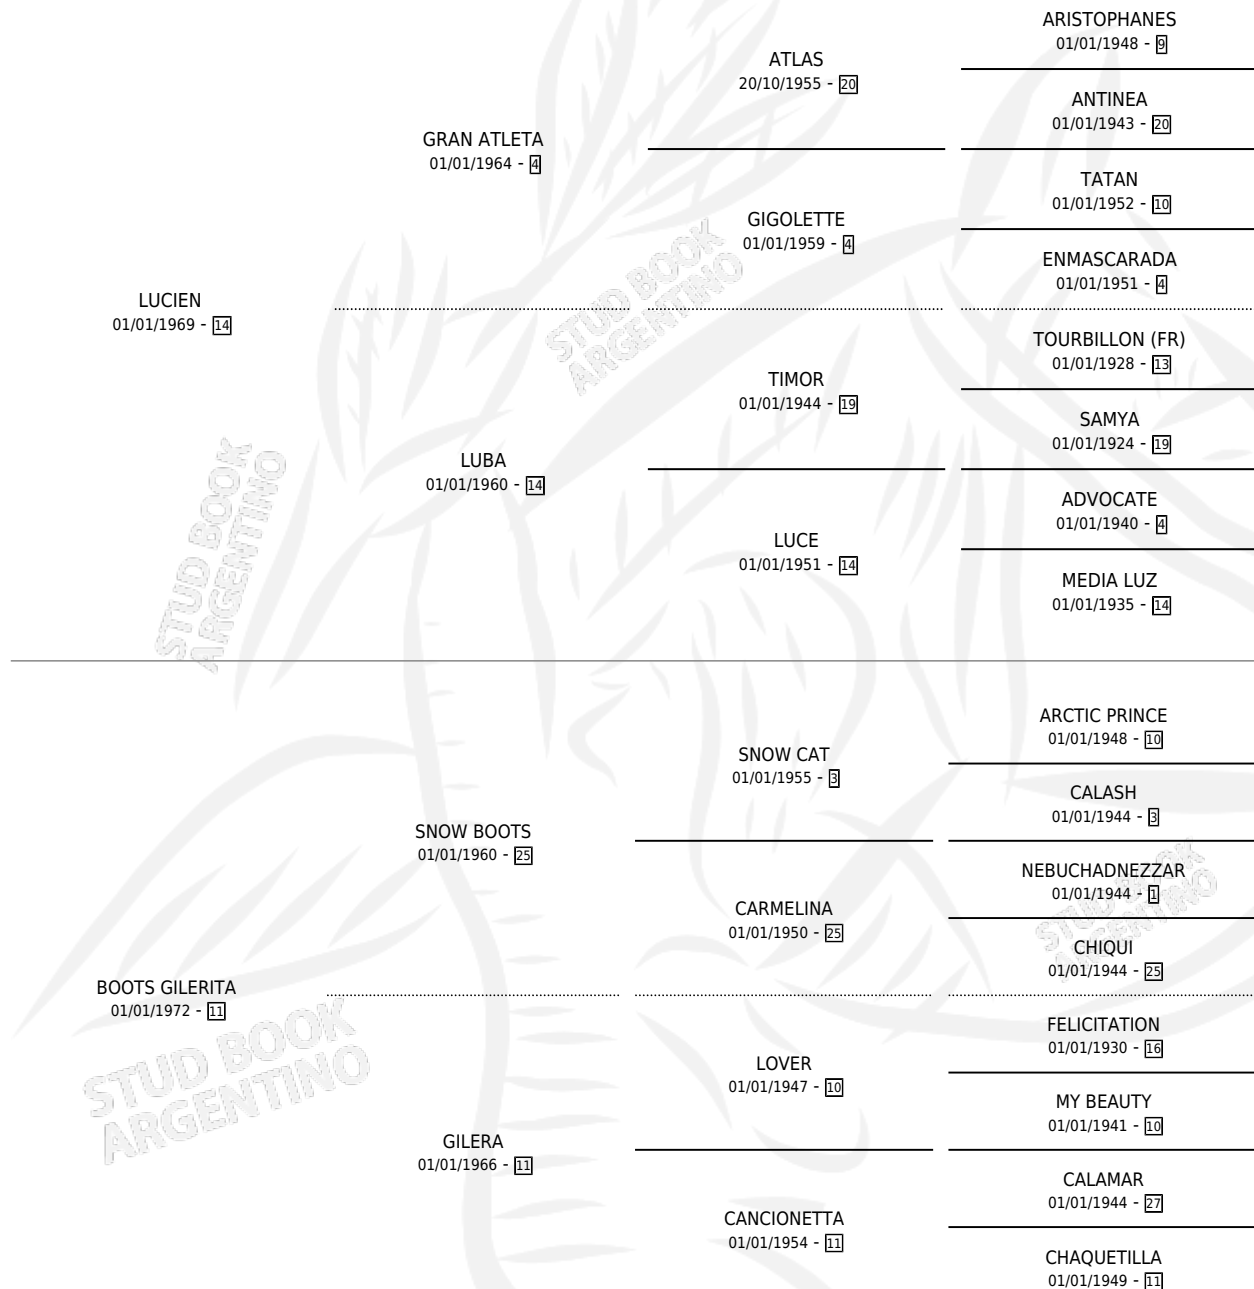 ARISTOPHANES
01/01/1948 - 9
ATLAS
20/10/1955 - 20
ANTINEA
01/01/1943 - 20
GRAN ATLETA
01/01/1964 - 4
TATAN
01/01/1952 - 10
GIGOLETTE
01/01/1959 - 4
ENMASCARADA
01/01/1951 - 4
LUCIEN
01/01/1969 - 14
TOURBILLON (FR)
01/01/1928 - 13
TIMOR
01/01/1944 - 19
SAMYA
01/01/1924 - 19
LUBA
01/01/1960 - 14
ADVOCATE
01/01/1940 - 4
LUCE
01/01/1951 - 14
MEDIA LUZ
01/01/1935 - 14
ARCTIC PRINCE
01/01/1948 - 10
SNOW CAT
01/01/1955 - 3
CALASH
01/01/1944 - 3
SNOW BOOTS
01/01/1960 - 25
NEBUCHADNEZZAR
01/01/1944 - 1
CARMELINA
01/01/1950 - 25
CHIQUI
01/01/1944 - 25
BOOTS GILERITA
01/01/1972 - 11
FELICITATION
01/01/1930 - 16
LOVER
01/01/1947 - 10
MY BEAUTY
01/01/1941 - 10
GILERA
01/01/1966 - 11
CALAMAR
01/01/1944 - 27
CANCIONETTA
01/01/1954 - 11
CHAQUETILLA
01/01/1949 - 11
STUD BOOK
ARGENTINO
STUD BOOK
ARGENTINO
STUD BOOK
ARGENTINO
STUD BOOK
ARGENTINO